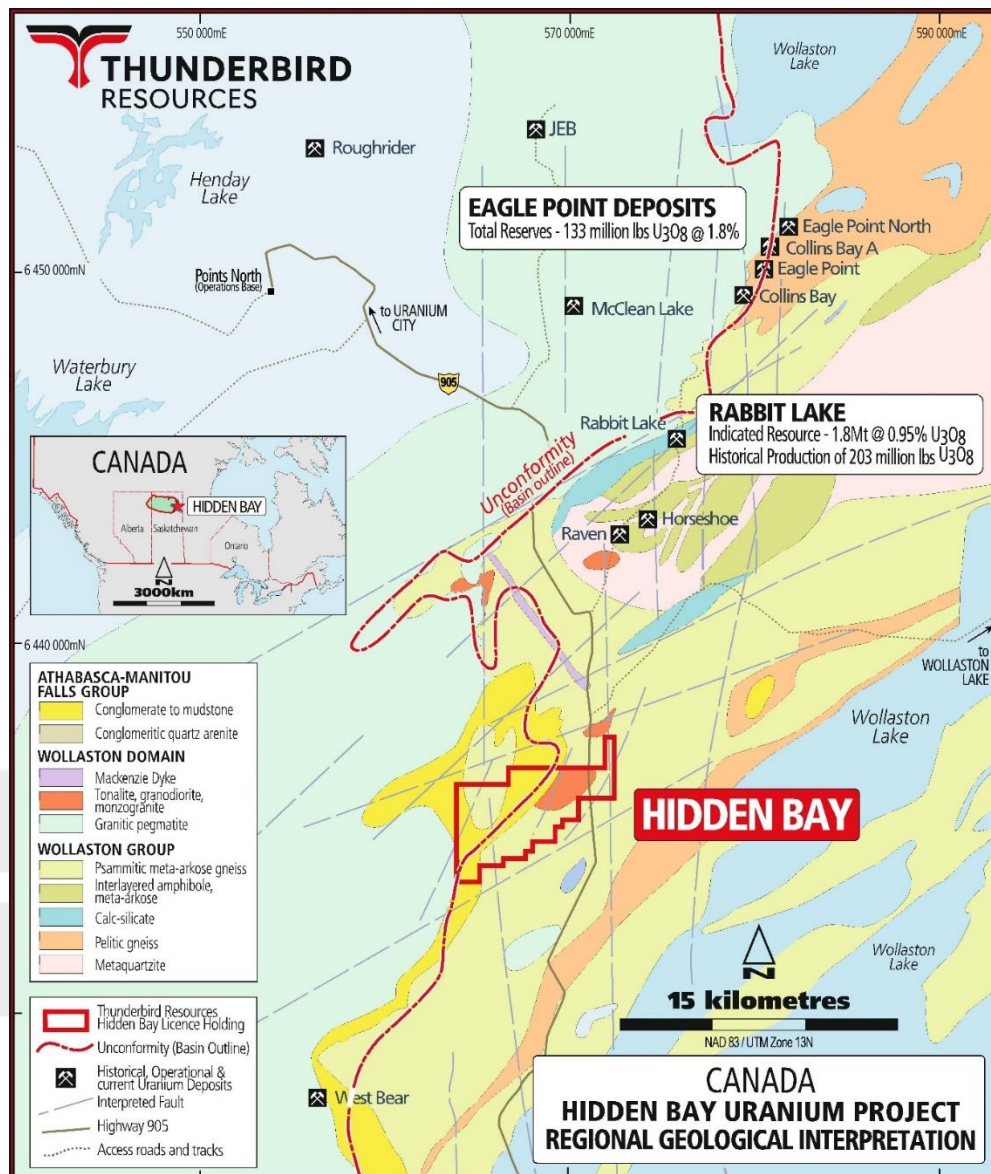 550 000mE
570 000mE
590 000mE
THUNDERBIRD
RESOURCES
Wollaston
Lake
Roughrider
JEB
Henday
Lake
EAGLE POINT DEPOSITS
Total Reserves - 133 million lbs U3O8 @ 1.8%
Eagle Point North
Collins Bay A
Eagle Point
Collins Bay
6 450 000mN
Points North
(Operations Base)
to URANIUM
CITY
McClean Lake
Waterbury
Lake
905
RABBIT LAKE
Indicated Resource - 1.8Mt @ 0.95% U3O8
Historical Production of 203 million lbs U3O8
Rabbit Lake
Unconformity
(Basin outline)
CANADA
HIDDEN BAY
Alberta
Saskatchewan
Ontario
N
3000km
Horseshoe
Raven
6 440 000mN
to
WOLLASTON
LAKE
Wollaston
Lake
ATHABASCA-MANITOU
FALLS GROUP
Conglomerate to mudstone
Conglomeritic quartz arenite
WOLLASTON DOMAIN
Mackenzie Dyke
Tonalite, granodiorite,
monzogranite
Granitic pegmatite
WOLLASTON GROUP
Psammitic meta-arkose gneiss
Interlayered amphibole,
meta-arkose
Calc-silicate
Pelitic gneiss
Metaquartzite
HIDDEN BAY
Wollaston
Lake
N
15 kilometres
NAD 83 / UTM Zone 13N
Thunderbird Resources
Hidden Bay Licence Holding
Unconformity (Basin Outline)
Historical, Operational &
current Uranium Deposits
Interpreted Fault
Highway 905
Access roads and tracks
West Bear
CANADA
HIDDEN BAY URANIUM PROJECT
REGIONAL GEOLOGICAL INTERPRETATION